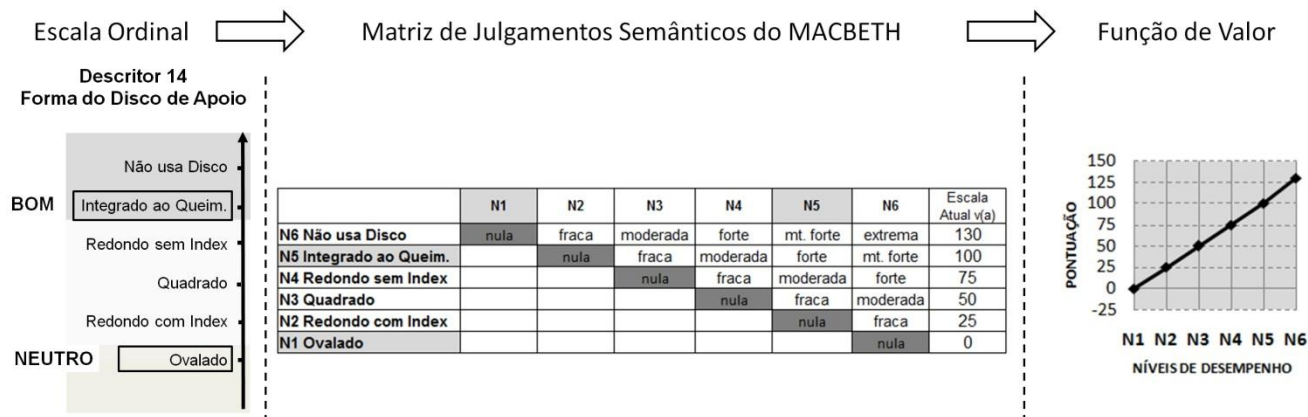 Escala Ordinal
Matriz de Julgamentos Semânticos do MACBETH
Função de Valor
Descritor 14
Forma do Disco de Apoio
Não usa Disco
BOM Integrado ao Queim.
Redondo sem Index
Quadrado
Redondo com Index
NEUTRO Ovalado
N1 N2 N3 N4 N5 N6 Escala Atual v(a)
N6 Não usa Disco nula fraca moderada forte mt. forte extrema 130
N5 Integrado ao Queim. nula fraca moderada forte mt. forte 100
N4 Redondo sem Index nula fraca moderada forte 75
N3 Quadrado nula fraca moderada 50
N2 Redondo com Index nula fraca 25
N1 Ovalado nula 0
PONTUAÇÃO
150
125
100
75
50
25
0
-25
N1 N2 N3 N4 N5 N6
NÍVEIS DE DESEMPENHO